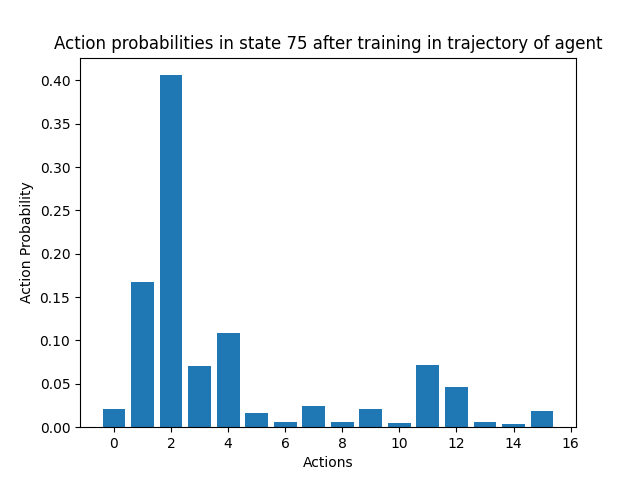 Action probabilities in state 75 after training in trajectory of agent
0.40
0.35
0.30
0.25
0.20
0.15
0.10
0.05
0.00
Action Probability
0 2 4 6 8 10 12 14 16
Actions